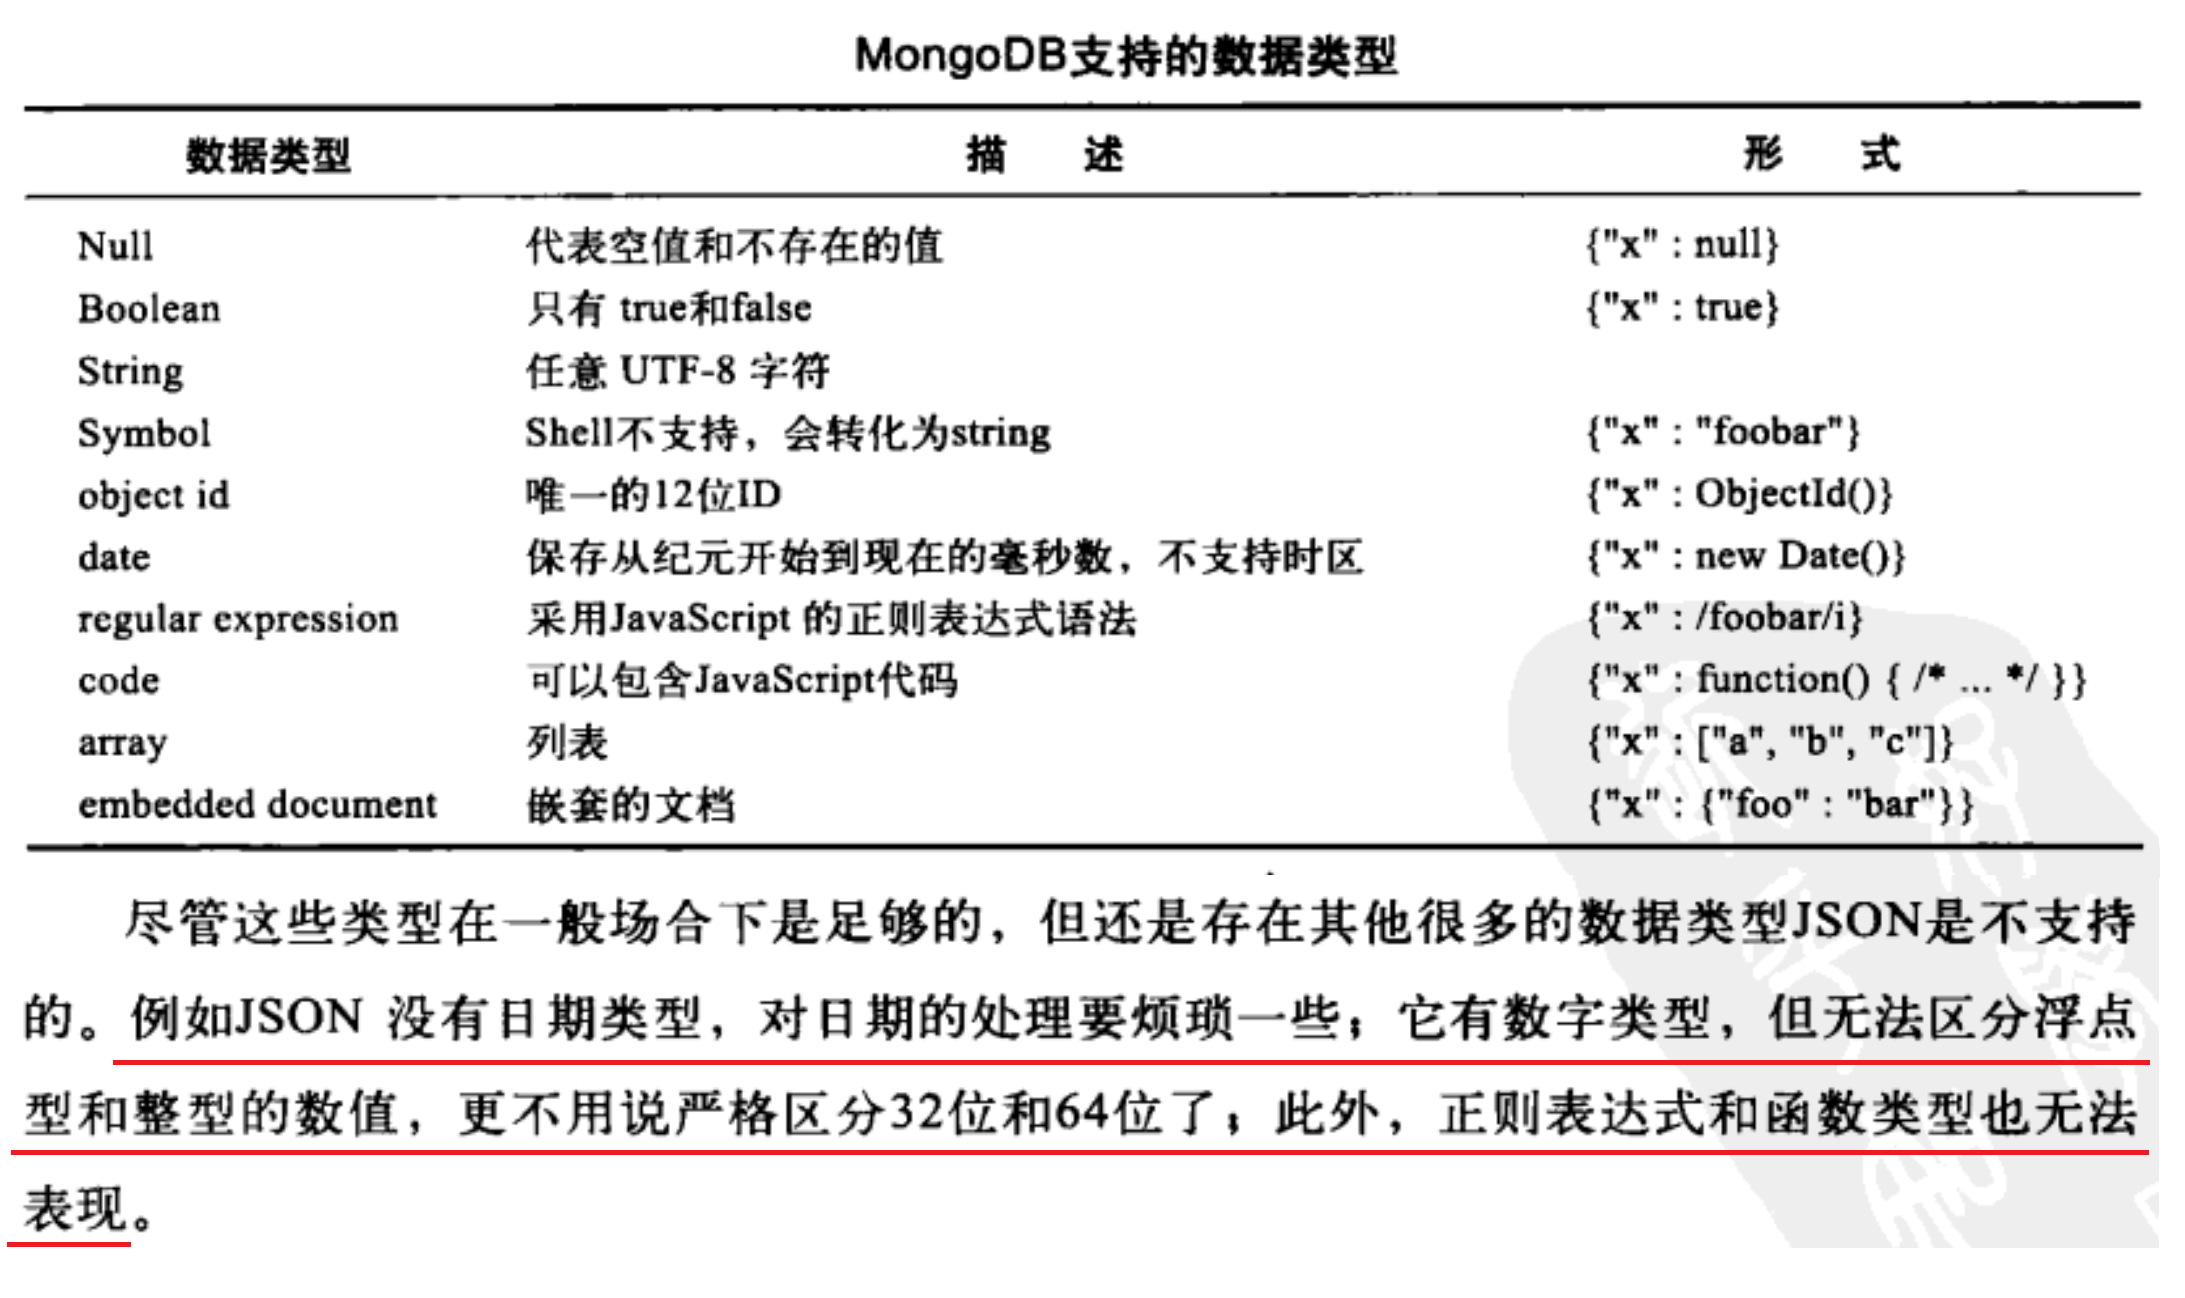 MongoDB支持的数据类型
数据类型 描 述 形 式
Null 代表空值和不存在的值 {"x" : null}
Boolean 只有 true和false {"x" : true}
String 任意 UTF-8 字符
Symbol Shell不支持，会转化为string {"x" : "foobar"}
object id 唯一的12位ID {"x" : ObjectId()}
date 保存从纪元开始到现在的毫秒数，不支持时区 {"x" : new Date()}
regular expression 采用JavaScript 的正则表达式语法 {"x" : /foobar/i}
code 可以包含JavaScript代码 {"x" : function() { /* ... */ }}
array 列表 {"x" : ["a", "b", "c"]}
embedded document 嵌套的文档 {"x" : {"foo" : "bar"}}
尽管这些类型在一般场合下是足够的，但还是存在其他很多的数据类型JSON是不支持
的。例如JSON 没有日期类型，对日期的处理要烦琐一些；它有数字类型，但无法区分浮点
型和整型的数值，更不用说严格区分32位和64位了；此外，正则表达式和函数类型也无法
表现。